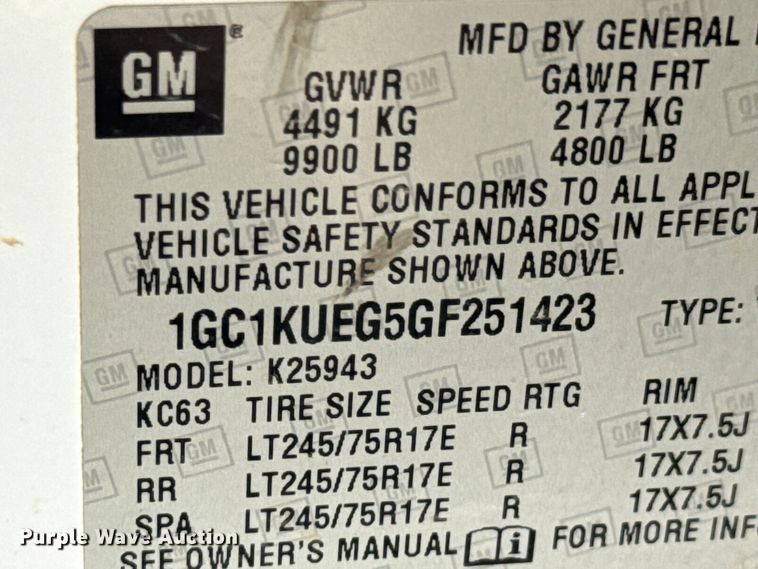 GM ®
MFD BY GENERAL
GVWR GAWR FRT
4491 KG 2177 KG
9900 LB 4800 LB
THIS VEHICLE CONFORMS TO ALL APPL
VEHICLE SAFETY STANDARDS IN EFFECT
MANUFACTURE SHOWN ABOVE.
1GC1KUEG5GF251423 TYPE:
MODEL: K25943
KC63 TIRE SIZE SPEED RTG RIM
FRT LT245/75R17E R 17X7.5J
RR LT245/75R17E R 17X7.5J
SPA LT245/75R17E R 17X7.5J
SEE OWNER'S MANUAL i FOR MORE INF
Purple Wave Auction